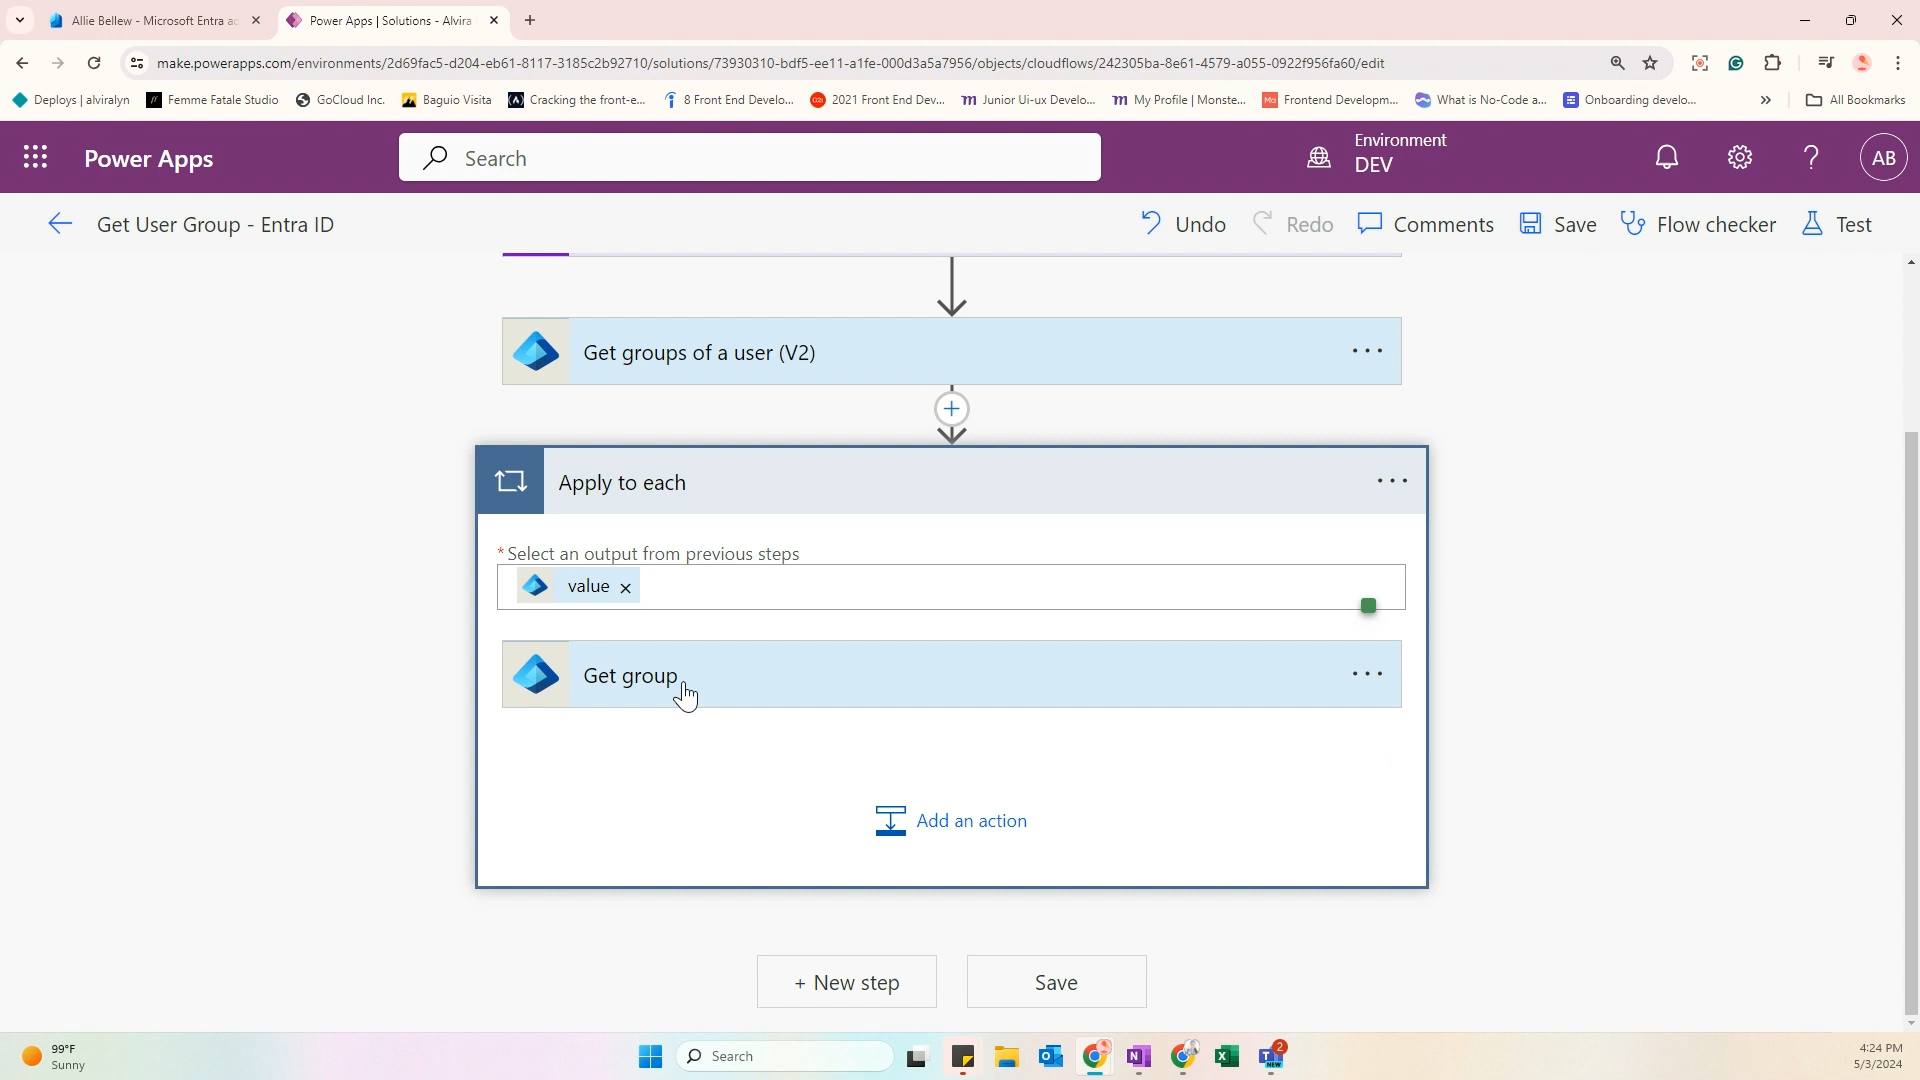 Allie Bellew - Microsoft Entra ad
Power Apps | Solutions - Alvira
make.powerapps.com/environments/2d69fac5-d204-eb61-8117-3185c2b92710/solutions/73930310-bdf5-ee11-a1fe-000d3a5a7956/objects/cloudflows/242305ba-8e61-4579-a055-0922f956fa60/edit
Deploys | alviralyn
Femme Fatale Studio
GoCloud Inc.
Baguio Visita
Cracking the front-e...
8 Front End Develo...
2021 Front End Dev...
Junior Ui-ux Develo...
My Profile | Monste...
Frontend Developm...
What is No-Code a...
Onboarding develo...
All Bookmarks
Power Apps
Search
Environment
DEV
AB
Get User Group - Entra ID
Undo
Redo
Comments
Save
Flow checker
Test
Get groups of a user (V2)
Apply to each
* Select an output from previous steps
value
Get group
Add an action
+ New step
Save
99°F
Sunny
Search
NEW
2
4:24 PM
5/3/2024